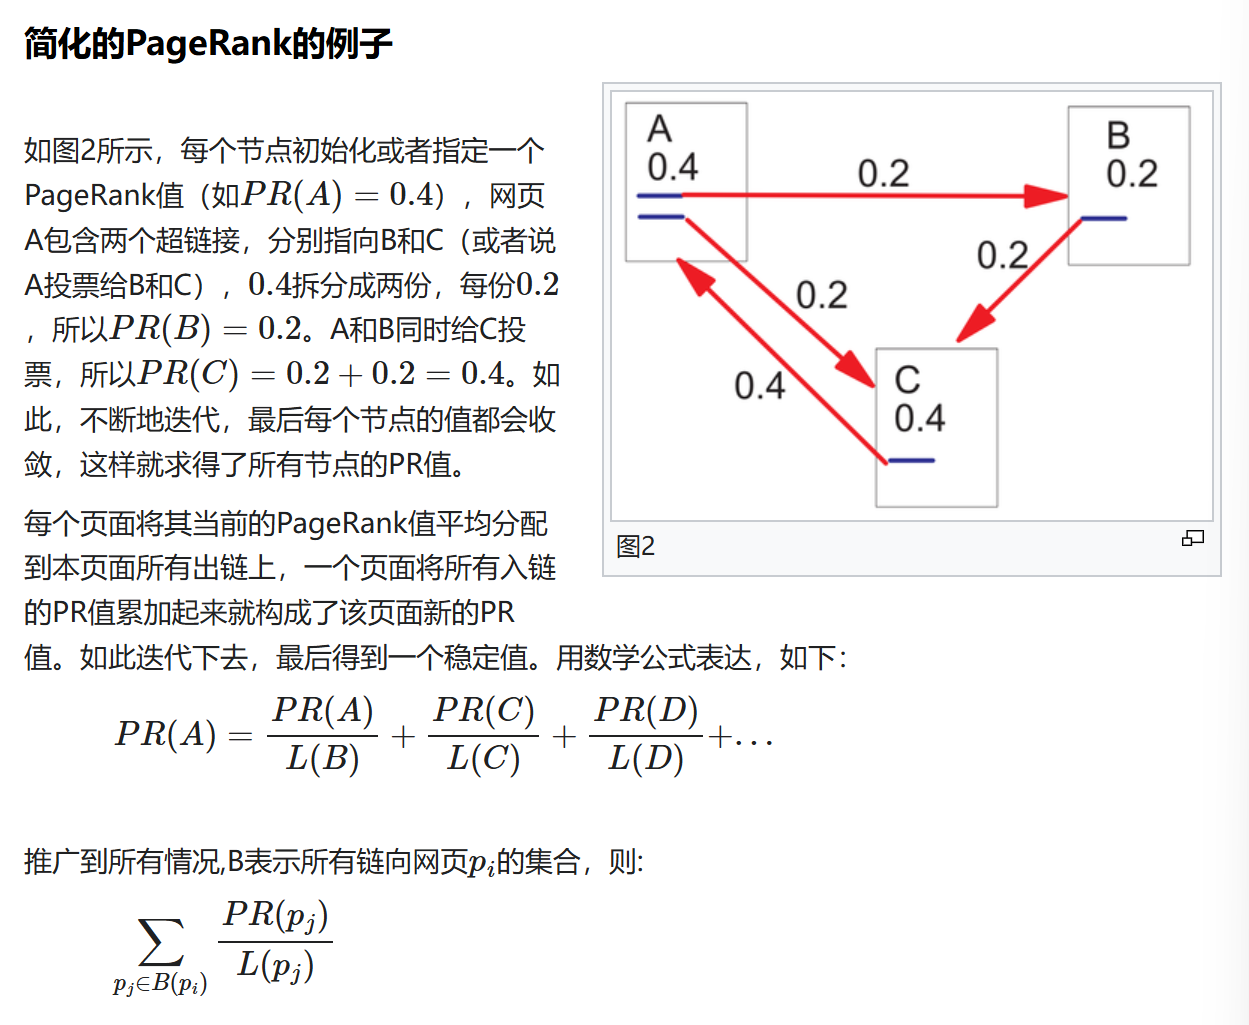 简化的PageRank的例子
如图2所示，每个节点初始化或者指定一个
PageRank值（如PR(A) = 0.4），网页
A包含两个超链接，分别指向B和C（或者说
A投票给B和C），0.4拆分成两份，每份0.2
，所以PR(B) = 0.2。A和B同时给C投
票，所以PR(C) = 0.2 + 0.2 = 0.4。如
此，不断地迭代，最后每个节点的值都会收
敛，这样就求得了所有节点的PR值。
A
0.4
0.2
B
0.2
0.2
0.2
0.4
C
0.4
图2
每个页面将其当前的PageRank值平均分配
到本页面所有出链上，一个页面将所有入链
的PR值累加起来就构成了该页面新的PR
值。如此迭代下去，最后得到一个稳定值。用数学公式表达，如下：
PR(A) = PR(A)/L(B) + PR(C)/L(C) + PR(D)/L(D) +…
推广到所有情况,B表示所有链向网页p_i的集合，则:
∑_{p_j∈B(p_i)} PR(p_j)/L(p_j)